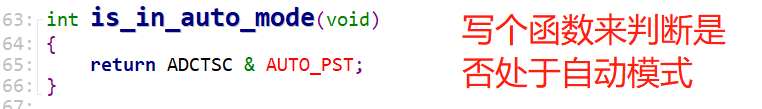 63: int is_in_auto_mode(void)
64: {
65: return ADCTSC & AUTO_PST;
66: }
67:
写个函数来判断是
否处于自动模式